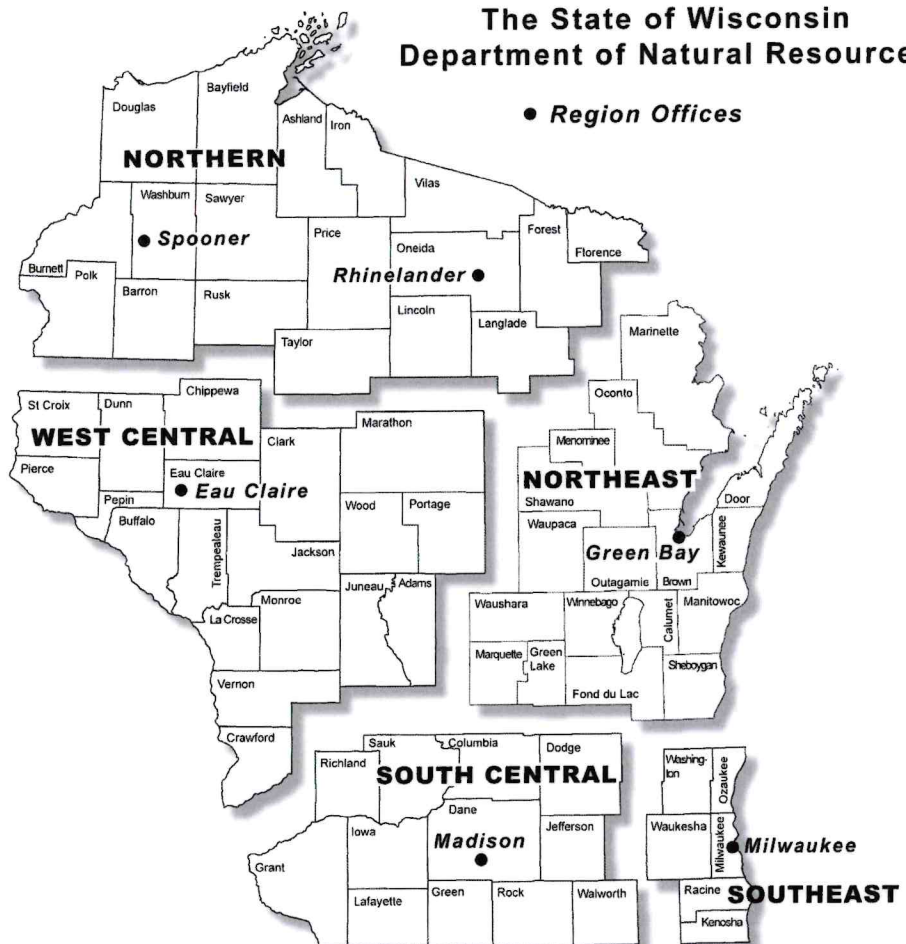 The State of Wisconsin
Department of Natural Resource
Region Offices
Douglas
Bayfield
Ashland
Iron
NORTHERN
Vilas
Washburn
Sawyer
Spooner
Price
Forest
Oneida
Florence
Rhinelander
Burnett
Polk
Barron
Rusk
Lincoln
Langlade
Taylor
Marinette
Chippewa
St Croix
Dunn
Oconto
Marathon
WEST CENTRAL
Clark
Menominee
Pierce
Eau Claire
Eau Claire
NORTHEAST
Pepin
Wood
Portage
Shawano
Door
Buffalo
Waupaca
Trempealeau
Kewaunee
Jackson
Green Bay
Juneau
Adams
Outagamie
Brown
Monroe
Waushara
Winnebago
Calumet
Manitowoc
La Crosse
Marquette
Green
Lake
Sheboygan
Vernon
Fond du Lac
Crawford
Sauk
Columbia
Dodge
Richland
Washing-
ton
Ozaukee
SOUTH CENTRAL
Dane
Iowa
Jefferson
Waukesha
Milwaukee
Madison
Milwaukee
Grant
Lafayette
Green
Rock
Walworth
Racine
SOUTHEAST
Kenosha